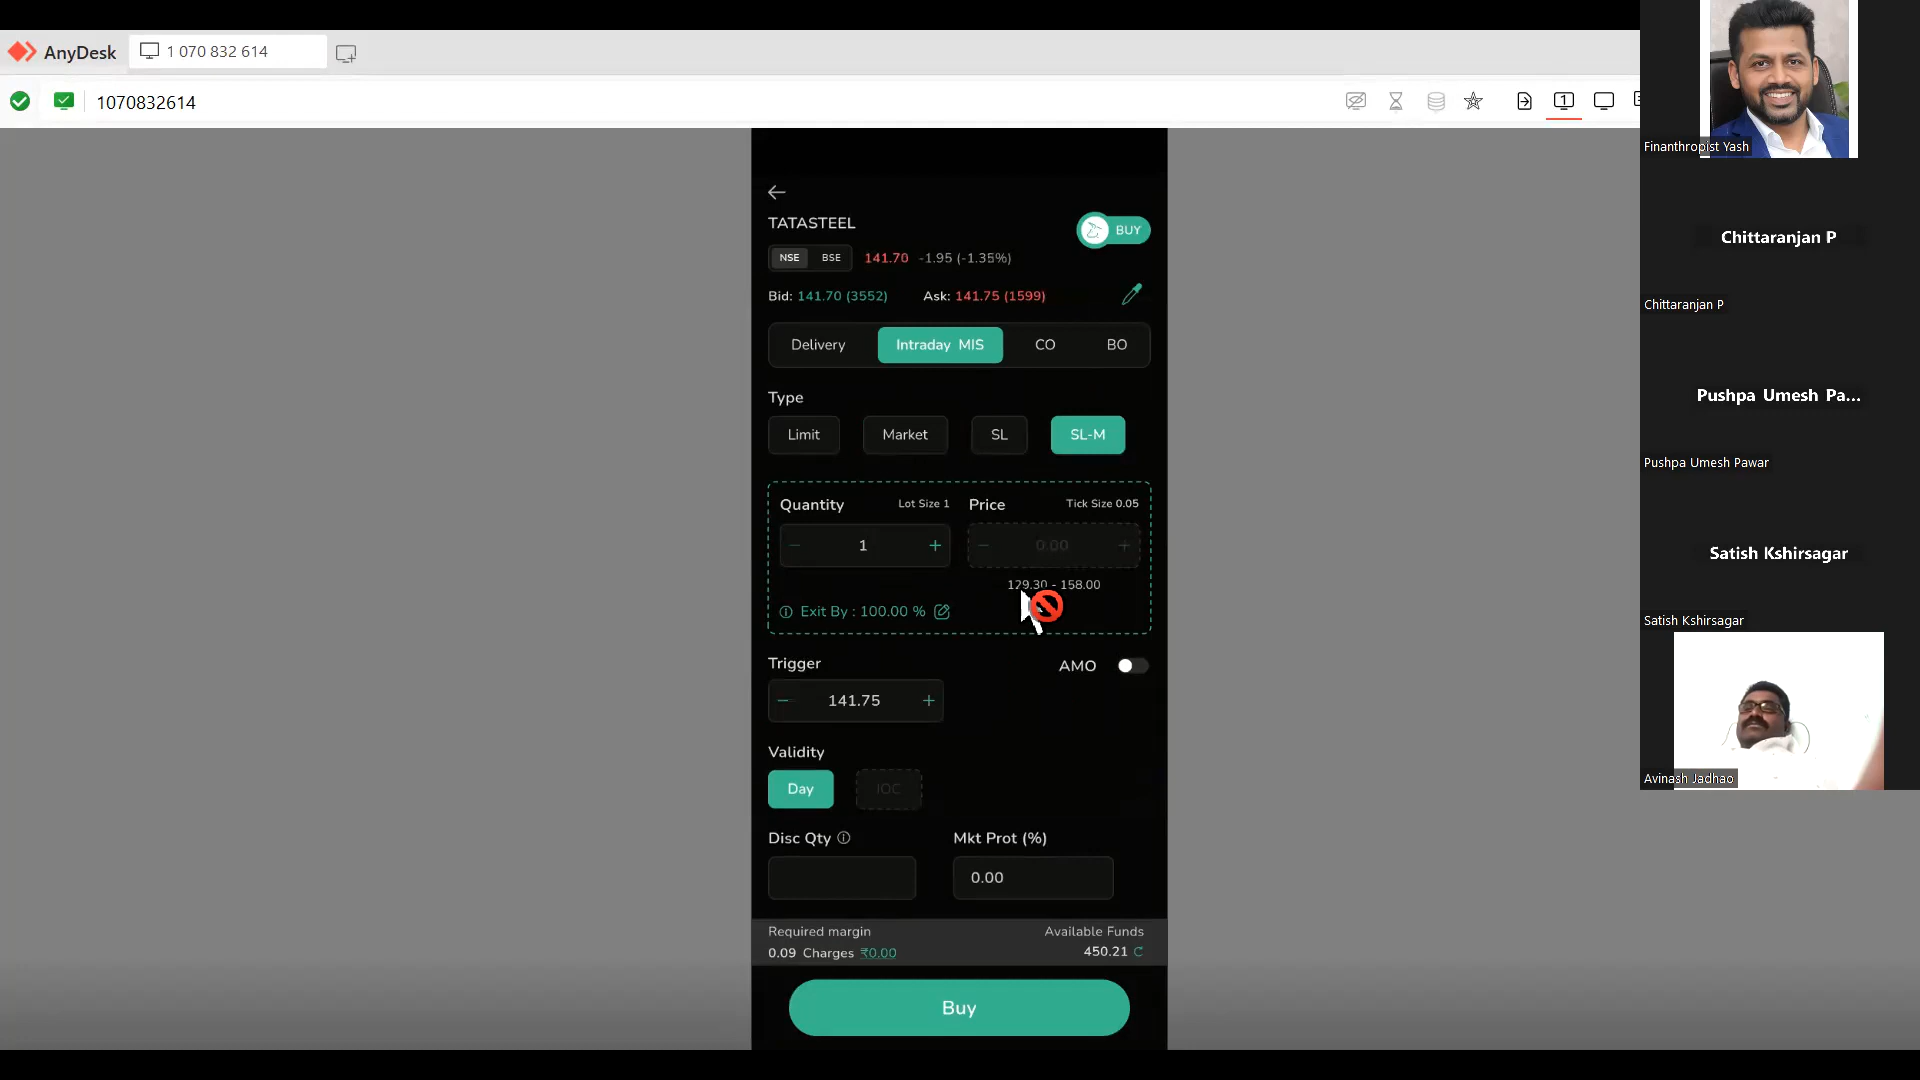 AnyDesk
1 070 832 614
1070832614
1
TATASTEEL
BUY
NSE BSE 141.70 -1.95 (-1.35%)
Bid: 141.70 (3552) Ask: 141.75 (1599)
Delivery Intraday MIS CO BO
Type
Limit Market SL SL-M
Quantity Lot Size 1 Price Tick Size 0.05
− 1 + − 0.00 +
129.30 - 158.00
Exit By : 100.00 %
Trigger AMO
− 141.75 +
Validity
Day IOC
Disc Qty Mkt Prot (%)
0.00
Required margin Available Funds
0.09 Charges ₹0.00 450.21
Buy
Finanthropist Yash
Chittaranjan P
Chittaranjan P
Pushpa Umesh Pa...
Pushpa Umesh Pawar
Satish Kshirsagar
Satish Kshirsagar
Avinash Jadhao